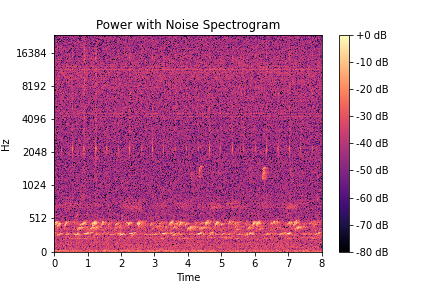 Power with Noise Spectrogram
+0 dB
16384
-10 dB
8192
-20 dB
-30 dB
4096
Hz
-40 dB
2048
-50 dB
1024
-60 dB
512
-70 dB
0
-80 dB
0 1 2 3 4 5 6 7 8
Time